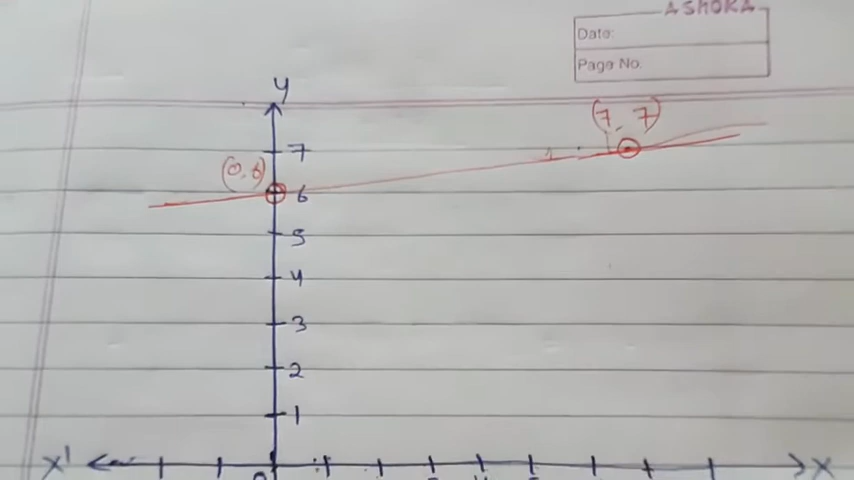 ASHOKA
Date:
Page No.
y
(7, 7)
7
(0, 6)
6
5
4
3
2
1
X' X